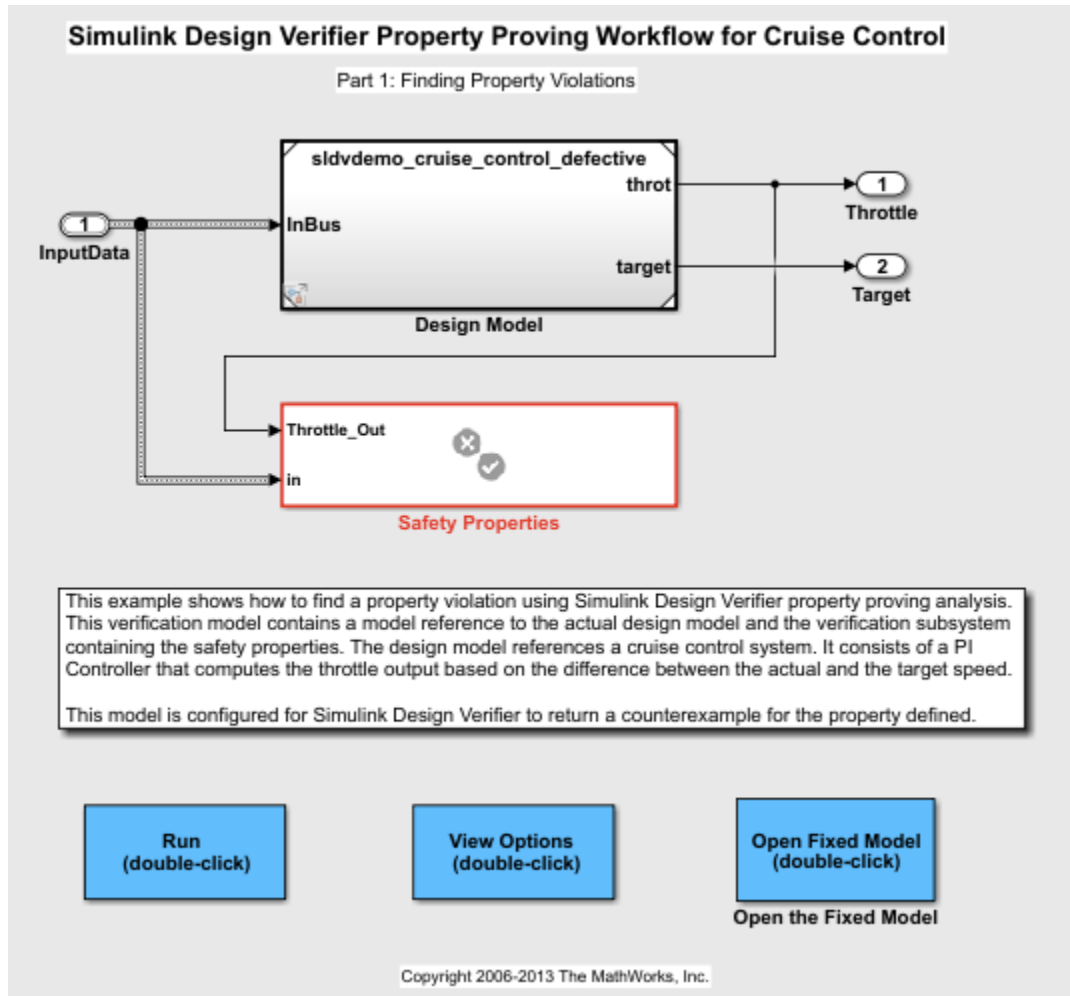 Simulink Design Verifier Property Proving Workflow for Cruise Control
Part 1: Finding Property Violations
sldvdemo_cruise_control_defective
throt
1
Throttle
1
InBus
InputData
target
2
Target
Design Model
Throttle_Out
in
Safety Properties
This example shows how to find a property violation using Simulink Design Verifier property proving analysis.
This verification model contains a model reference to the actual design model and the verification subsystem
containing the safety properties. The design model references a cruise control system. It consists of a PI
Controller that computes the throttle output based on the difference between the actual and the target speed.
This model is configured for Simulink Design Verifier to return a counterexample for the property defined.
Run
(double-click)
View Options
(double-click)
Open Fixed Model
(double-click)
Open the Fixed Model
Copyright 2006-2013 The MathWorks, Inc.